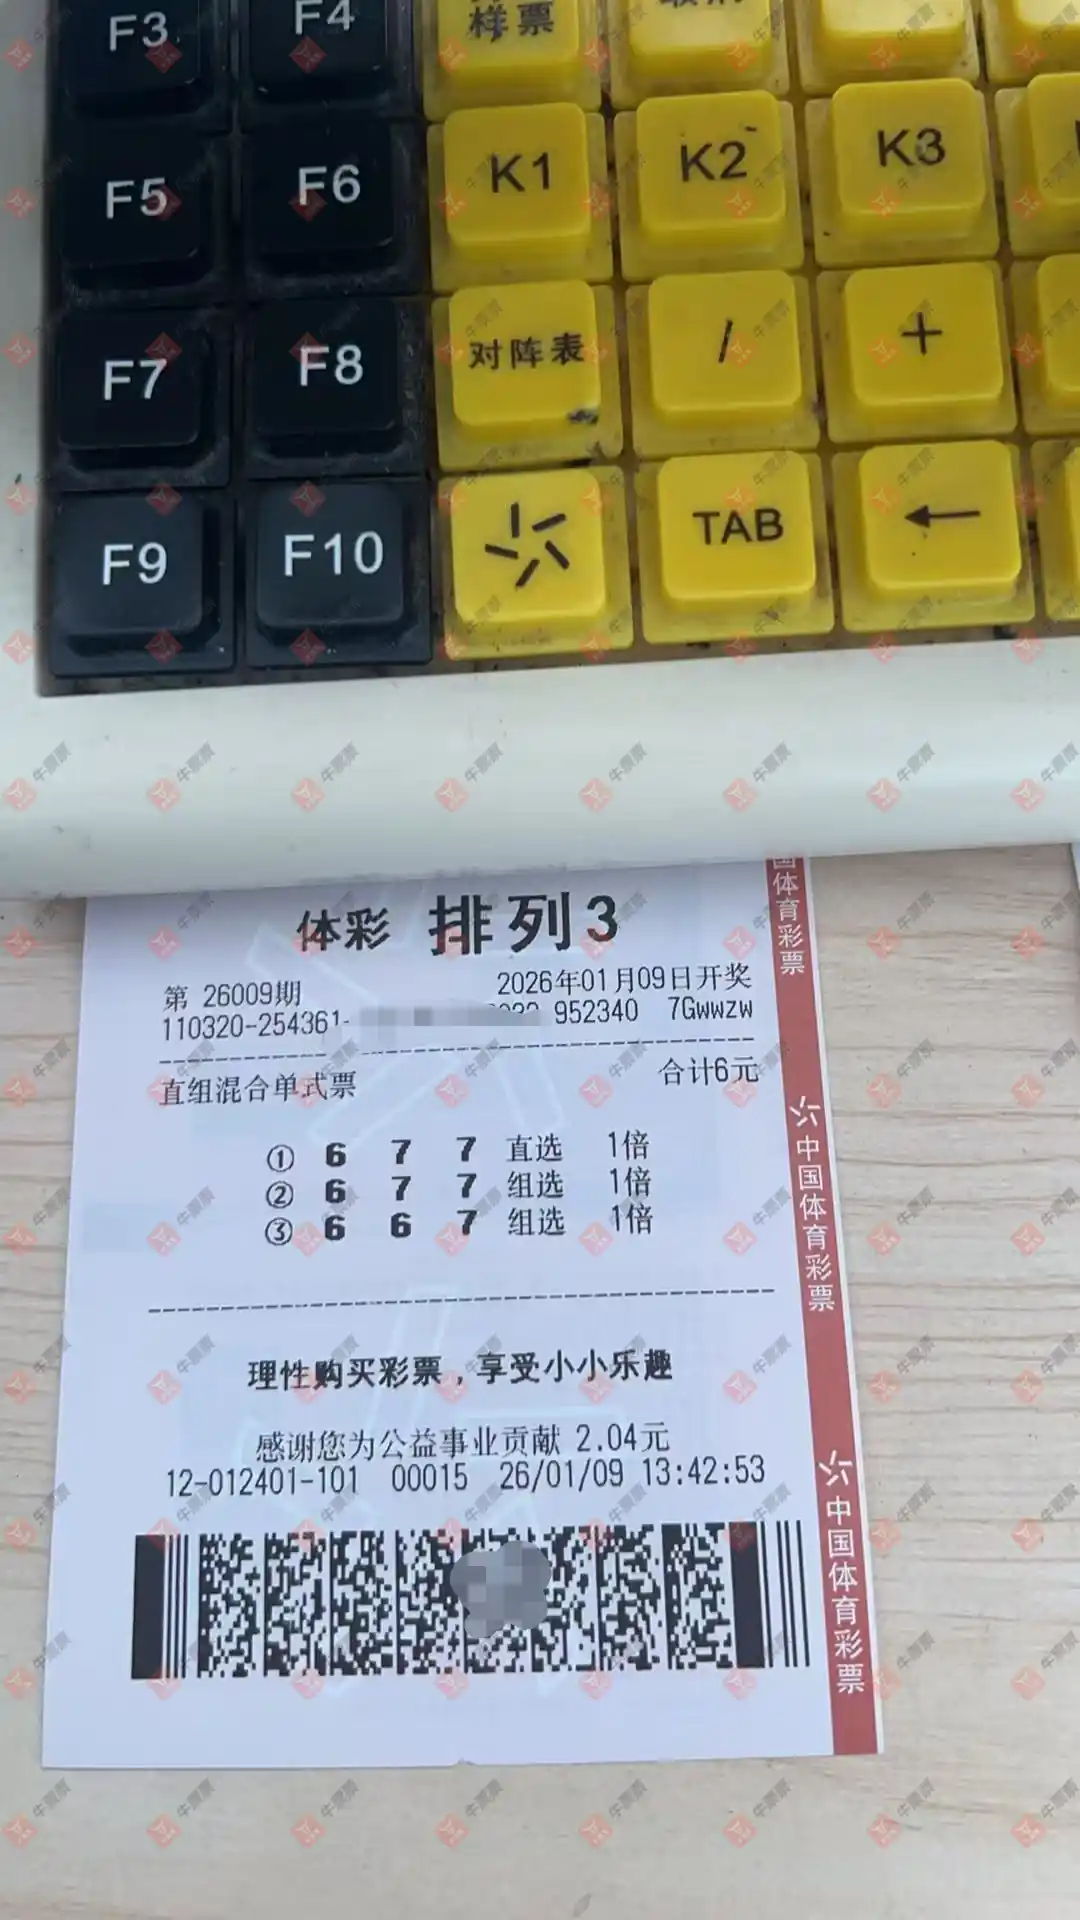 F3 F4 样票
F5 F6 K1 K2 K3
F7 F8 对阵表 / +
F9 F10 TAB ←
体彩 排列3
第 26009期 2026年01月09日开奖
110320-254361- 952340 7Gwwzw
直组混合单式票 合计6元
① 6 7 7 直选 1倍
② 6 7 7 组选 1倍
③ 6 6 7 组选 1倍
理性购买彩票，享受小小乐趣
感谢您为公益事业贡献 2.04元
12-012401-101 00015 26/01/09 13:42:53
国体育彩票
中国体育彩票
中国体育彩票
牛票票